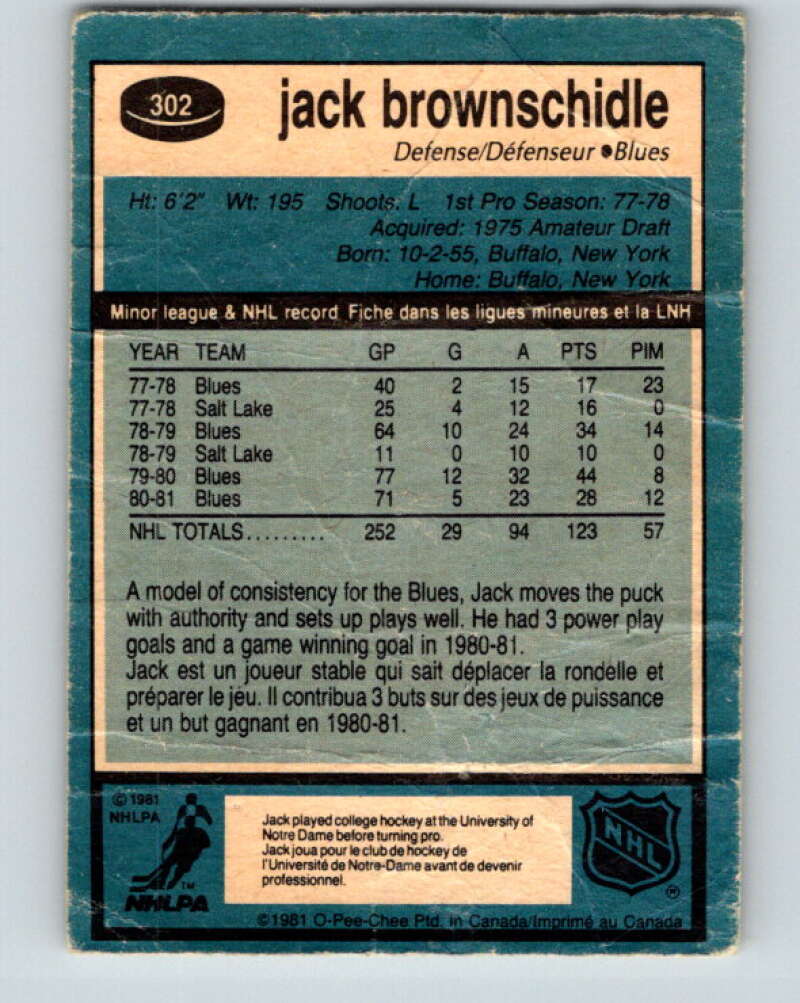 302
jack brownschidle
Defense/Défenseur •Blues
Ht: 6'2" Wt: 195 Shoots: L 1st Pro Season: 77-78
Acquired: 1975 Amateur Draft
Born: 10-2-55, Buffalo, New York
Home: Buffalo, New York
Minor league & NHL record Fiche dans les ligues mineures et la LNH
YEAR TEAM GP G A PTS PIM
77-78 Blues 40 2 15 17 23
77-78 Salt Lake 25 4 12 16 0
78-79 Blues 64 10 24 34 14
78-79 Salt Lake 11 0 10 10 0
79-80 Blues 77 12 32 44 8
80-81 Blues 71 5 23 28 12
NHL TOTALS......... 252 29 94 123 57
A model of consistency for the Blues, Jack moves the puck
with authority and sets up plays well. He had 3 power play
goals and a game winning goal in 1980-81.
Jack est un joueur stable qui sait déplacer la rondelle et
préparer le jeu. Il contribua 3 buts sur des jeux de puissance
et un but gagnant en 1980-81.
© 1981
NHLPA
TM
NHLPA
Jack played college hockey at the University of
Notre Dame before turning pro.
Jack joua pour le club de hockey de
l'Université de Notre-Dame avant de devenir
professionnel.
NHL
®
©1981 O-Pee-Chee Ptd. in Canada/Imprimé au Canada